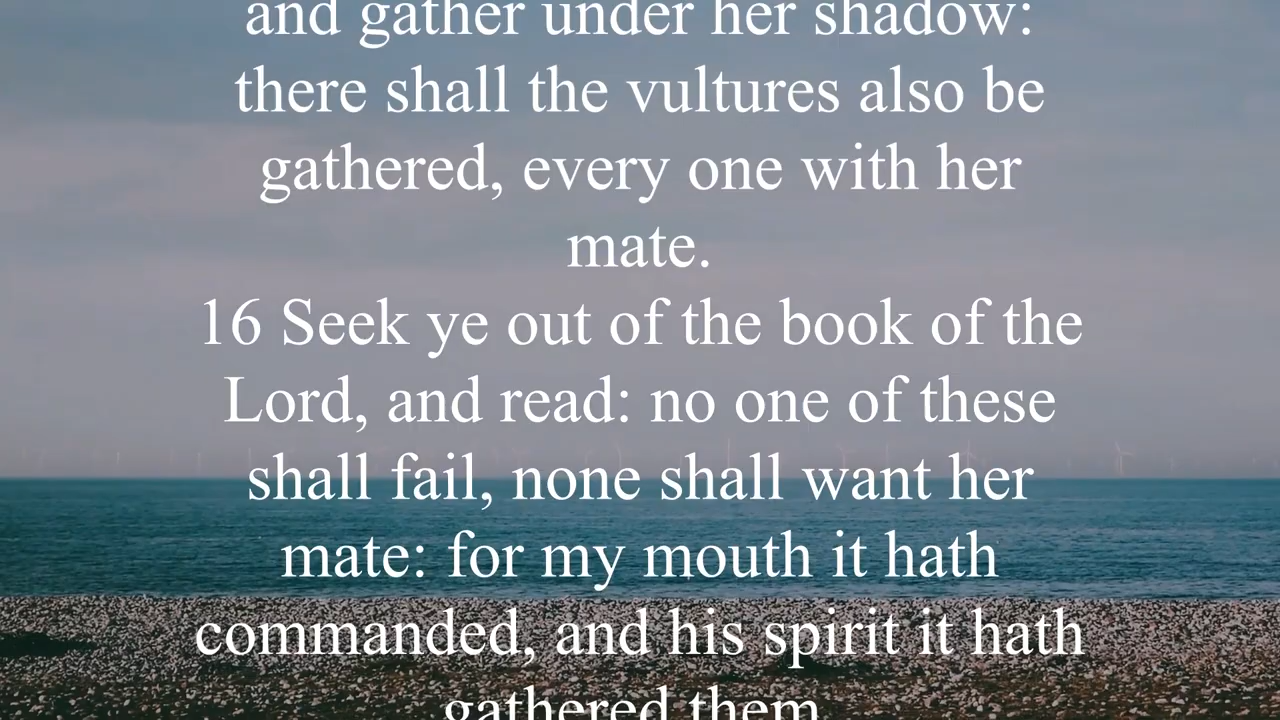 and gather under her shadow:
there shall the vultures also be
gathered, every one with her
mate.
16 Seek ye out of the book of the
Lord, and read: no one of these
shall fail, none shall want her
mate: for my mouth it hath
commanded, and his spirit it hath
gathered them